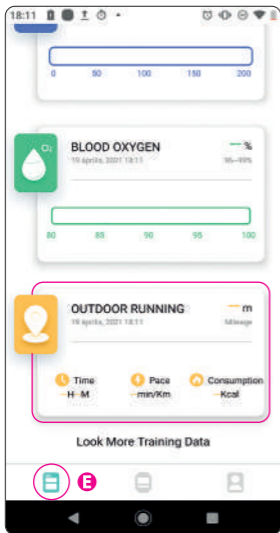 18:11
0 50 100 150 200
O₂
BLOOD OXYGEN — %
19 aprīlis, 2021 18:11 95~99%
80 85 90 95 100
OUTDOOR RUNNING — m
19 aprīlis, 2021 18:11 Mileage
Time Pace Consumption
—H—M —min/Km —Kcal
Look More Training Data
E